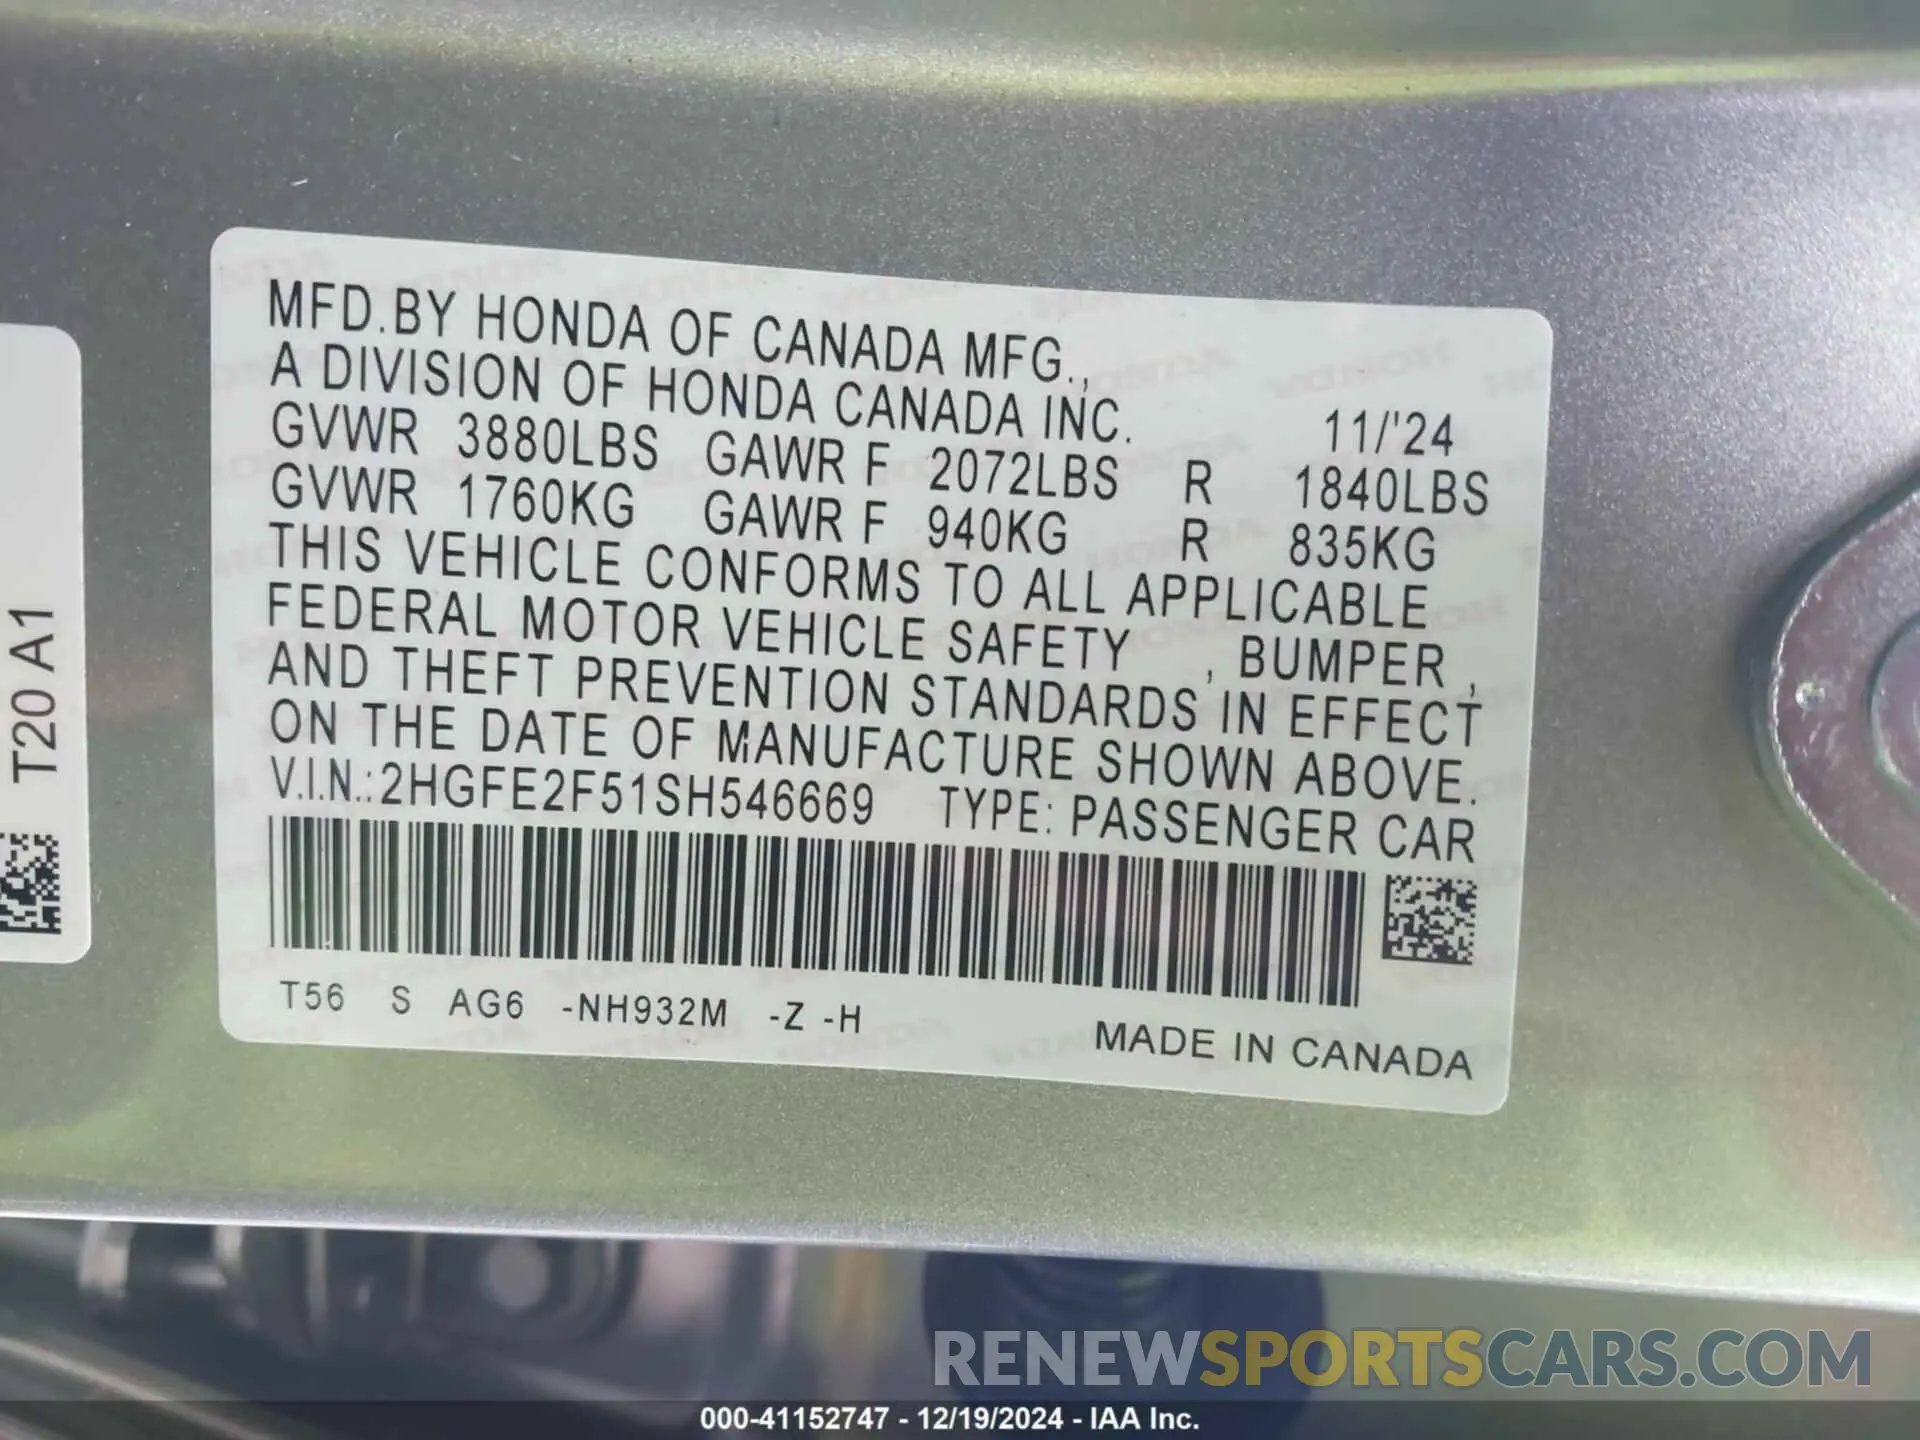 MFD.BY HONDA OF CANADA MFG.,
A DIVISION OF HONDA CANADA INC. 11/'24
GVWR 3880LBS GAWR F 2072LBS R 1840LBS
GVWR 1760KG GAWR F 940KG R 835KG
THIS VEHICLE CONFORMS TO ALL APPLICABLE
FEDERAL MOTOR VEHICLE SAFETY , BUMPER ,
AND THEFT PREVENTION STANDARDS IN EFFECT
ON THE DATE OF MANUFACTURE SHOWN ABOVE.
V.I.N.:2HGFE2F51SH546669 TYPE: PASSENGER CAR
T56 S AG6 -NH932M -Z -H
MADE IN CANADA
T20 A1
RENEWSPORTSCARS.COM
000-41152747 - 12/19/2024 - IAA Inc.